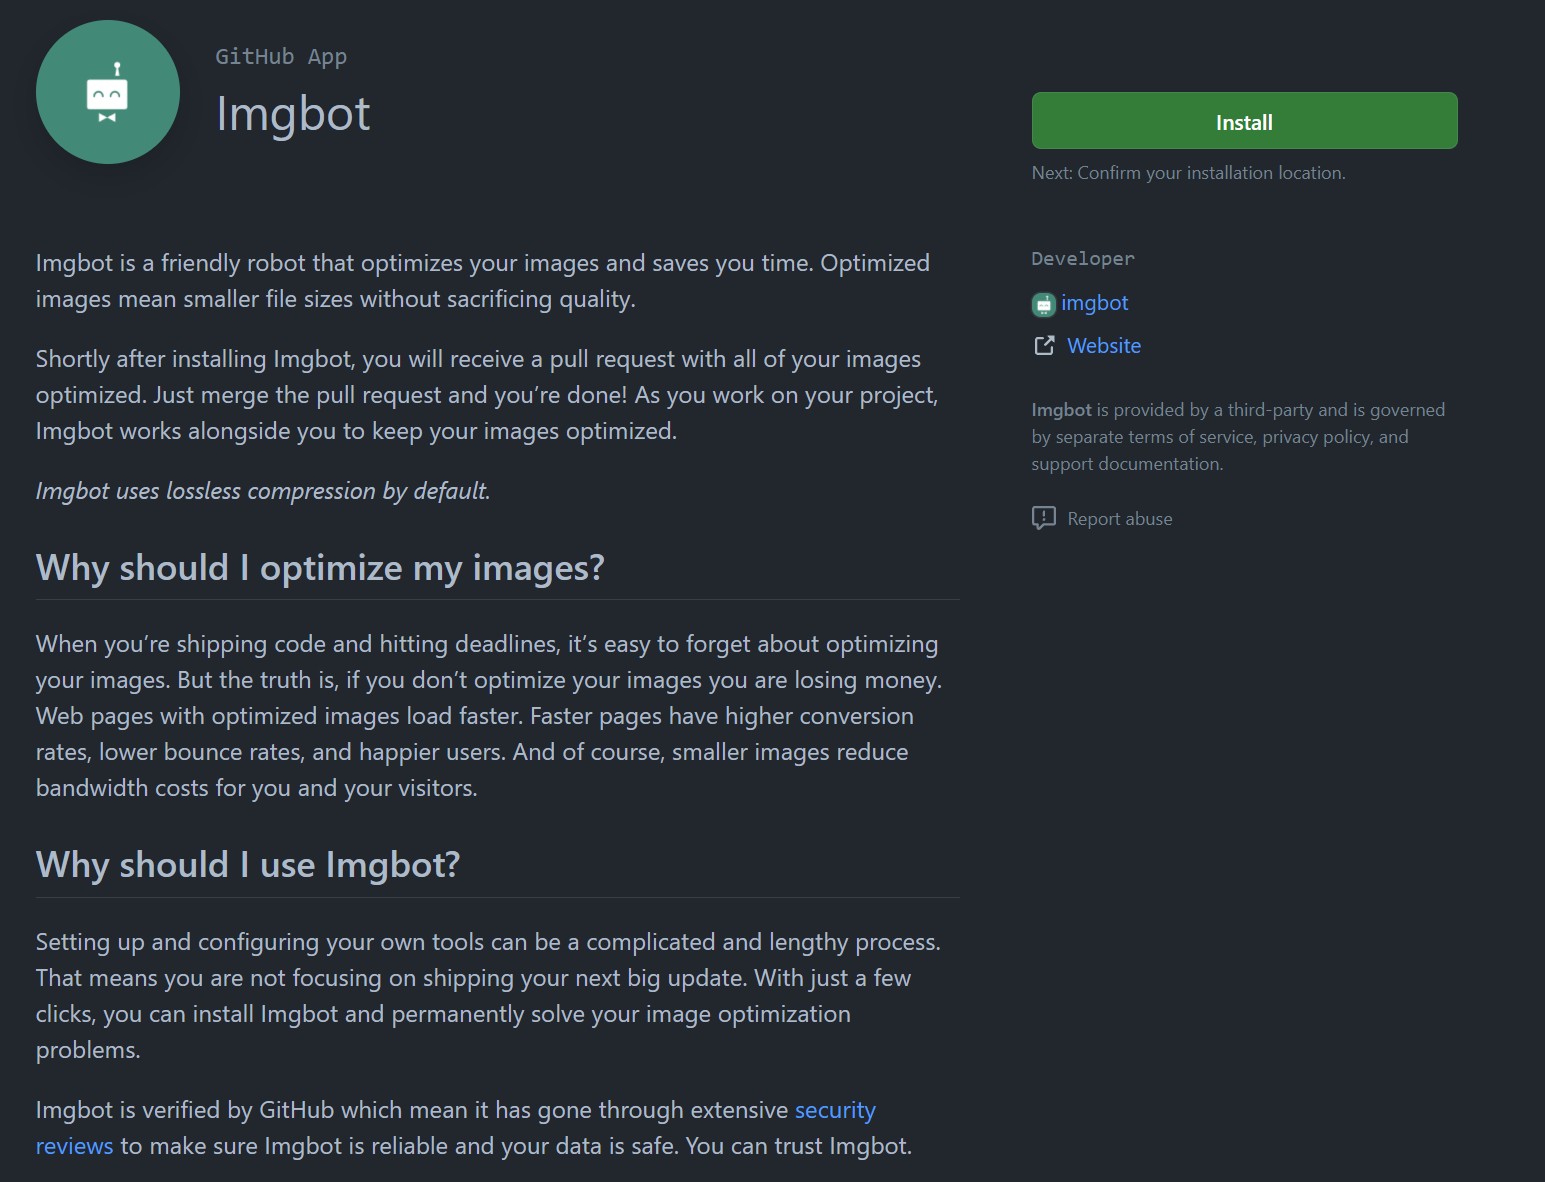 GitHub App
Imgbot
Install
Next: Confirm your installation location.
Imgbot is a friendly robot that optimizes your images and saves you time. Optimized
images mean smaller file sizes without sacrificing quality.
Shortly after installing Imgbot, you will receive a pull request with all of your images
optimized. Just merge the pull request and you’re done! As you work on your project,
Imgbot works alongside you to keep your images optimized.
Imgbot uses lossless compression by default.
Why should I optimize my images?
When you’re shipping code and hitting deadlines, it’s easy to forget about optimizing
your images. But the truth is, if you don’t optimize your images you are losing money.
Web pages with optimized images load faster. Faster pages have higher conversion
rates, lower bounce rates, and happier users. And of course, smaller images reduce
bandwidth costs for you and your visitors.
Why should I use Imgbot?
Setting up and configuring your own tools can be a complicated and lengthy process.
That means you are not focusing on shipping your next big update. With just a few
clicks, you can install Imgbot and permanently solve your image optimization
problems.
Imgbot is verified by GitHub which mean it has gone through extensive security
reviews to make sure Imgbot is reliable and your data is safe. You can trust Imgbot.
Developer
imgbot
Website
Imgbot is provided by a third-party and is governed
by separate terms of service, privacy policy, and
support documentation.
Report abuse